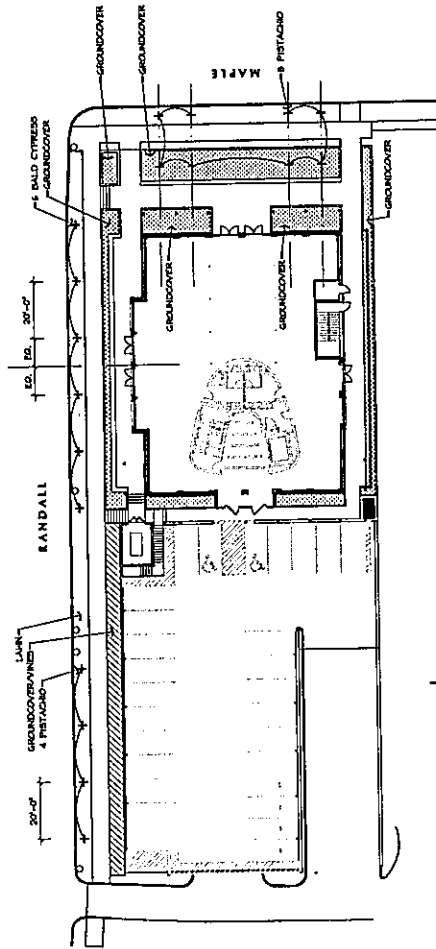 GROUNDCOVER
GROUNDCOVER
MAPLE
8 PISTACHIO
6 BALD CYPRESS
GROUNDCOVER
GROUNDCOVER
GROUNDCOVER
GROUNDCOVER
20'-0"
EQ.
EQ.
RANDALL
LAWN
GROUNDCOVER/VINES
4 PISTACHIO
20'-0"